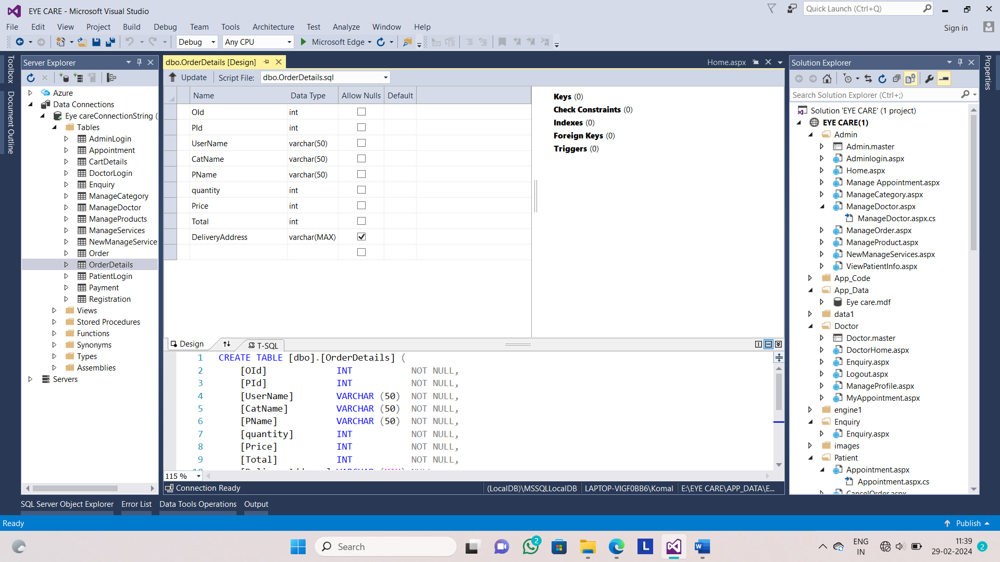 EYE CARE - Microsoft Visual Studio
Quick Launch (Ctrl+Q)
File Edit View Project Build Debug Team Tools Architecture Test Analyze Window Help
Sign in
Debug Any CPU Microsoft Edge
Toolbox
Document Outline
Server Explorer
Azure
Data Connections
Eye careConnectionString (
Tables
AdminLogin
Appointment
CartDetails
DoctorLogin
Enquiry
ManageCategory
ManageDoctor
ManageProducts
ManageServices
NewManageService
Order
OrderDetails
PatientLogin
Payment
Registration
Views
Stored Procedures
Functions
Synonyms
Types
Assemblies
Servers
dbo.OrderDetails [Design]
Home.aspx
Update Script File: dbo.OrderDetails.sql
Name Data Type Allow Nulls Default
OId int
PId int
UserName varchar(50)
CatName varchar(50)
PName varchar(50)
quantity int
Price int
Total int
DeliveryAddress varchar(MAX)
Keys (0)
Check Constraints (0)
Indexes (0)
Foreign Keys (0)
Triggers (0)
Design T-SQL
1 CREATE TABLE [dbo].[OrderDetails] (
2 [OId] INT NOT NULL,
3 [PId] INT NOT NULL,
4 [UserName] VARCHAR (50) NOT NULL,
5 [CatName] VARCHAR (50) NOT NULL,
6 [PName] VARCHAR (50) NOT NULL,
7 [quantity] INT NOT NULL,
8 [Price] INT NOT NULL,
9 [Total] INT NOT NULL,
115 %
Connection Ready
(LocalDB)\MSSQLLocalDB LAPTOP-VIGF0BB6\Komal E:\EYE CARE\APP_DATA\E...
Solution Explorer
Search Solution Explorer (Ctrl+;)
Solution 'EYE CARE' (1 project)
EYE CARE(1)
Admin
Admin.master
Adminlogin.aspx
Home.aspx
Manage Appointment.aspx
ManageCategory.aspx
ManageDoctor.aspx
ManageDoctor.aspx.cs
ManageOrder.aspx
ManageProduct.aspx
NewManageServices.aspx
ViewPatientInfo.aspx
App_Code
App_Data
Eye care.mdf
data1
Doctor
Doctor.master
DoctorHome.aspx
Enquiry.aspx
Logout.aspx
ManageProfile.aspx
MyAppointment.aspx
engine1
Enquiry
Enquiry.aspx
images
Patient
Appointment.aspx
Appointment.aspx.cs
CancelOrder.aspx
Properties
SQL Server Object Explorer Error List Data Tools Operations Output
Ready
Publish
Search
2
L
W
ENG
IN
11:39
29-02-2024
2